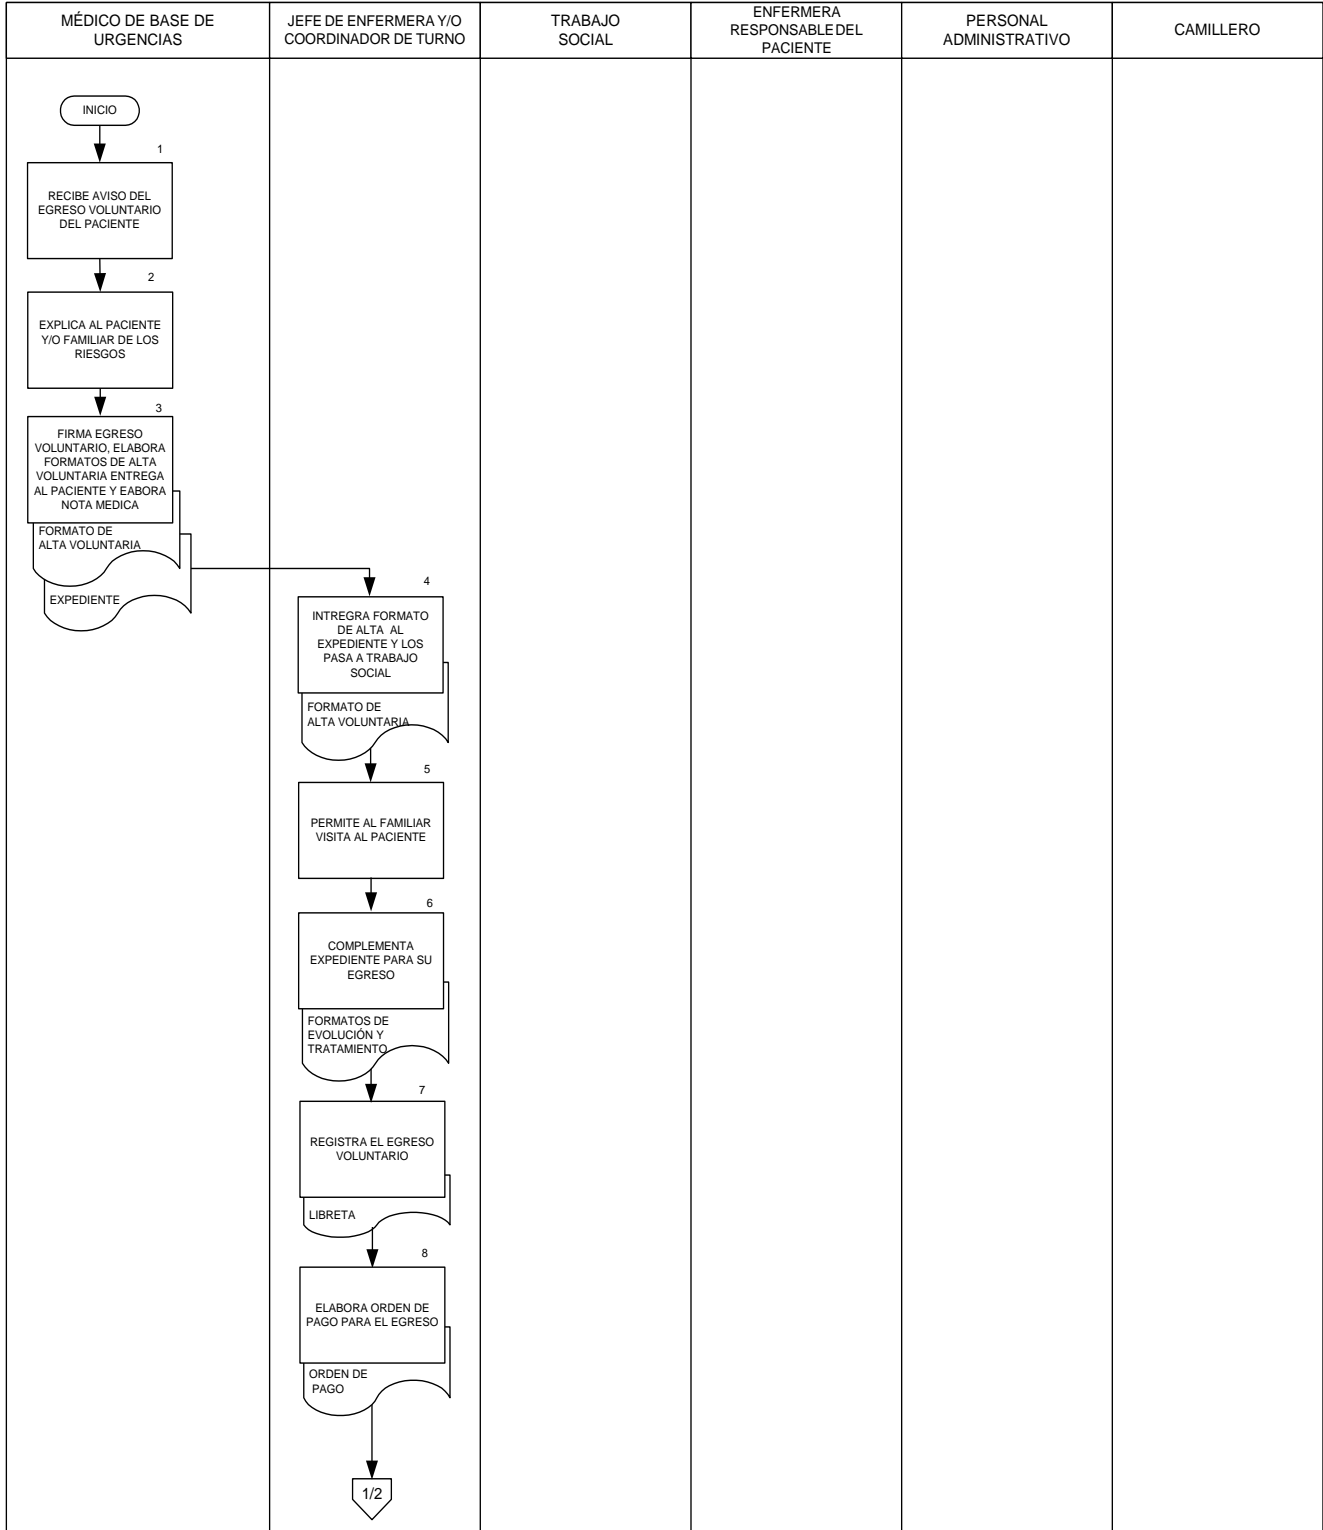 MÉDICO DE BASE DE
URGENCIAS
JEFE DE ENFERMERA Y/O
COORDINADOR DE TURNO
TRABAJO
SOCIAL
ENFERMERA
RESPONSABLE DEL
PACIENTE
PERSONAL
ADMINISTRATIVO
CAMILLERO
INICIO
1
RECIBE AVISO DEL
EGRESO VOLUNTARIO
DEL PACIENTE
2
EXPLICA AL PACIENTE
Y/O FAMILIAR DE LOS
RIESGOS
3
FIRMA EGRESO
VOLUNTARIO, ELABORA
FORMATOS DE ALTA
VOLUNTARIA ENTREGA
AL PACIENTE Y EABORA
NOTA MEDICA
FORMATO DE
ALTA VOLUNTARIA
EXPEDIENTE
4
INTREGRA FORMATO
DE ALTA AL
EXPEDIENTE Y LOS
PASA A TRABAJO
SOCIAL
FORMATO DE
ALTA VOLUNTARIA
5
PERMITE AL FAMILIAR
VISITA AL PACIENTE
6
COMPLEMENTA
EXPEDIENTE PARA SU
EGRESO
FORMATOS DE
EVOLUCIÓN Y
TRATAMIENTO
7
REGISTRA EL EGRESO
VOLUNTARIO
LIBRETA
8
ELABORA ORDEN DE
PAGO PARA EL EGRESO
ORDEN DE
PAGO
1/2